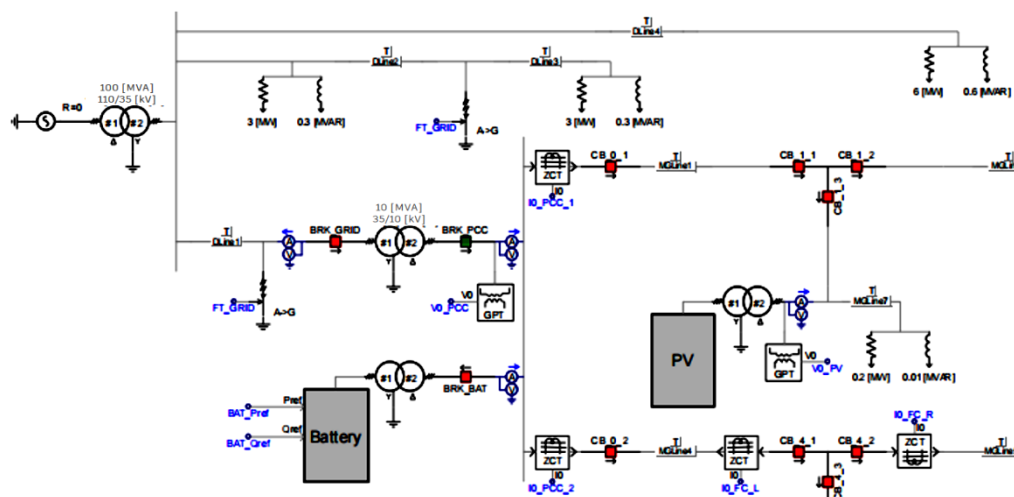 T
DLine4
T
DLine2
T
DLine3
100 [MVA]
110/35 [kV]
R=0
#1 #2
Δ
Y
3 [MW]
0.3 [MVAR]
FT_GRID
A->G
3 [MW]
0.3 [MVAR]
6 [MW]
0.6 [MVAR]
ZCT
I0
I0_PCC_1
CB_0_1
T
MGLine1
CB_1_1
CB_1_2
T
CB_1_3
10 [MVA]
35/10 [kV]
T
DLine1
A
V
BRK_GRID
#1 #2
Y
Δ
BRK_PCC
A
V
FT_GRID
A->G
V0_PCC
V0
GPT
#1 #2
Y
Δ
A
V
T
MGLine7
PV
GPT
V0
V0_PV
0.2 [MW]
0.01 [MVAR]
#1 #2
Y
Δ
BRK_BAT
A
V
BAT_Pref
Pref
BAT_Qref
Qref
Battery
ZCT
I0
I0_PCC_2
CB_0_2
T
MGLine4
ZCT
I0
I0_FC_L
CB_4_1
CB_4_2
CB_4_3
I0_FC_R
I0
ZCT
T